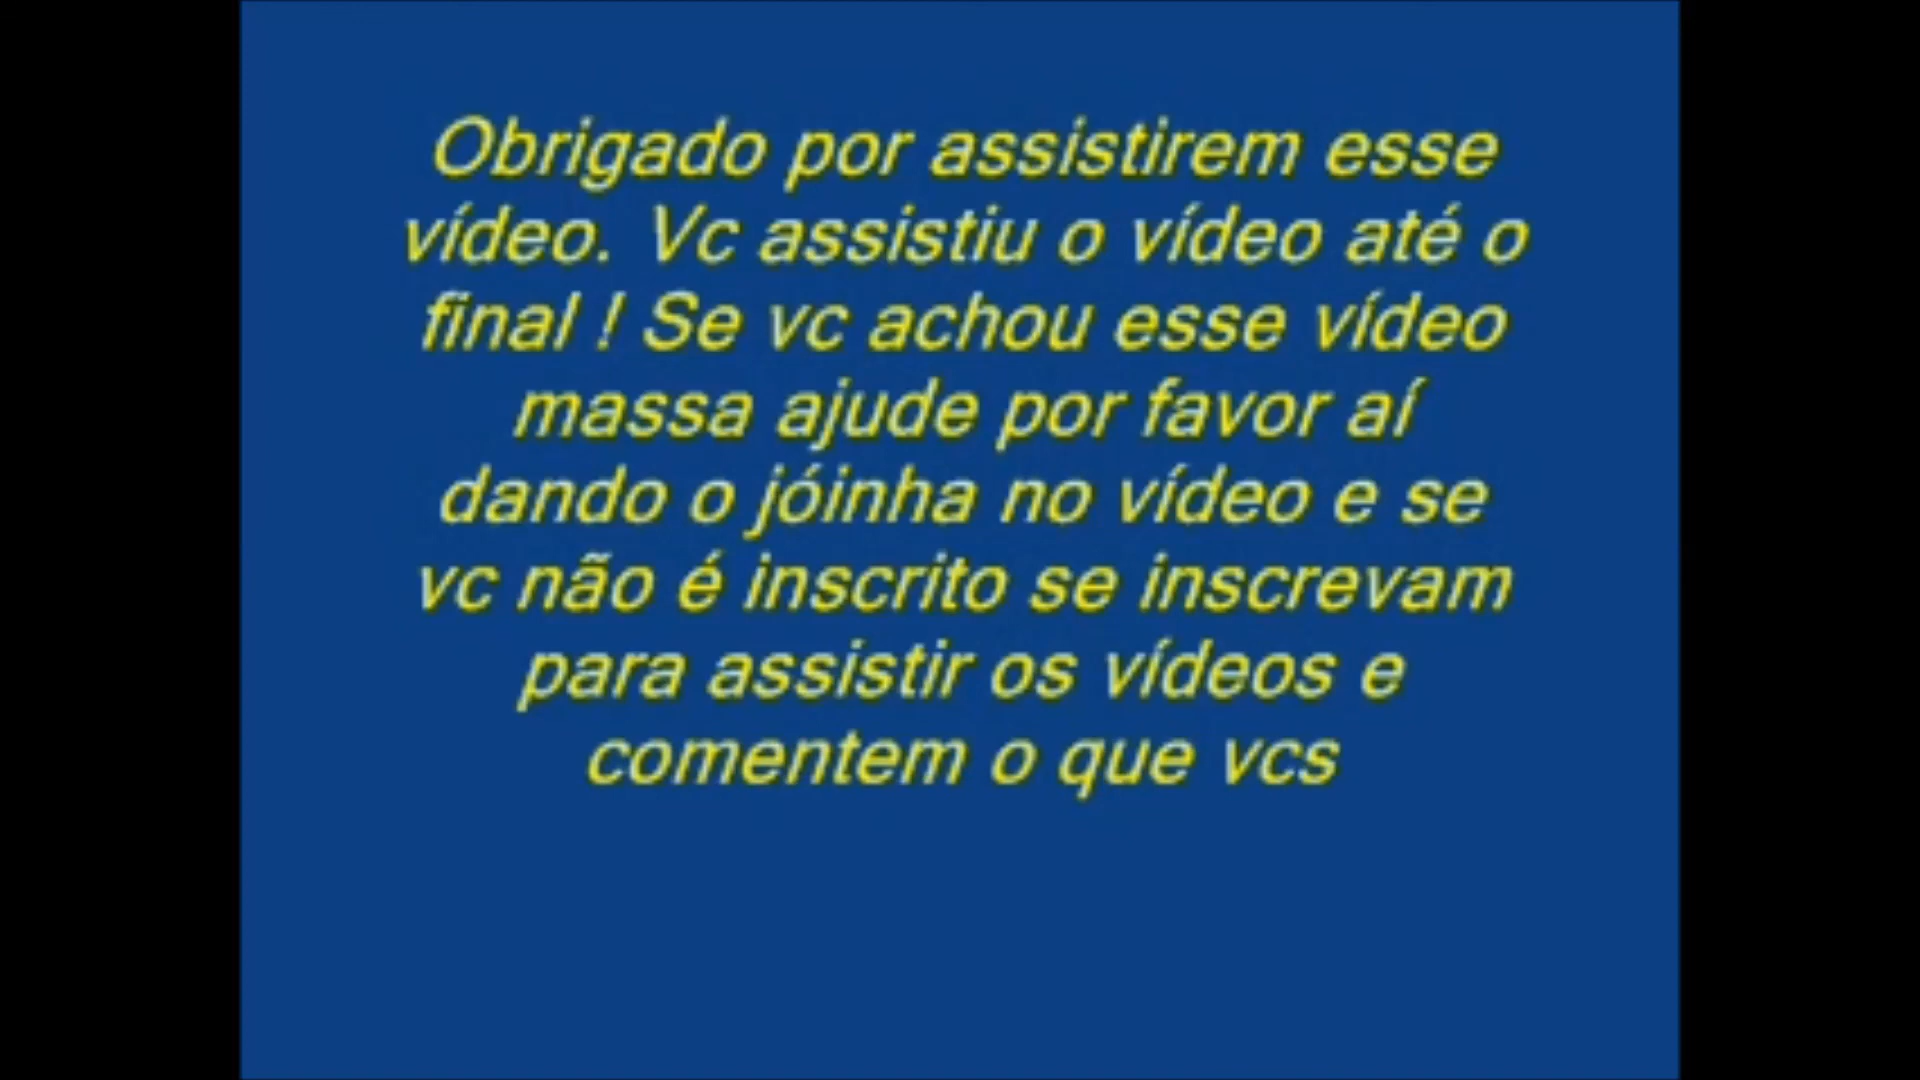 Obrigado por assistirem esse
vídeo. Vc assistiu o vídeo até o
final ! Se vc achou esse vídeo
massa ajude por favor aí
dando o jóinha no vídeo e se
vc não é inscrito se inscrevam
para assistir os vídeos e
comentem o que vcs